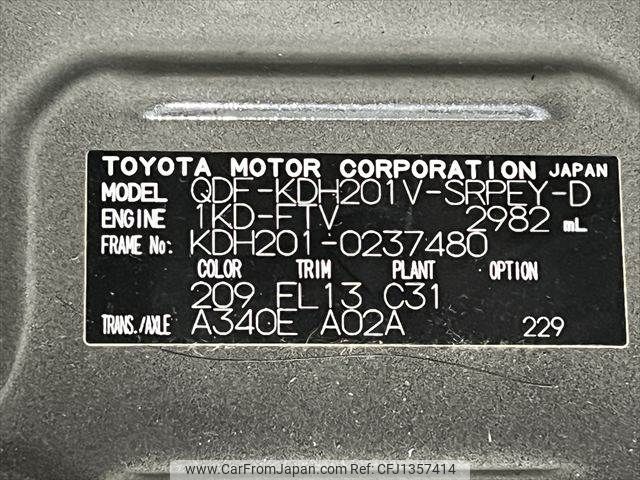 TOYOTA MOTOR CORPORATION JAPAN
MODEL QDF-KDH201V-SRPEY-D
ENGINE 1KD-FTV 2982 mL
FRAME No: KDH201-0237480
COLOR TRIM PLANT OPTION
209 FL13 C31
TRANS./AXLE A340E A02A 229
www.CarFromJapan.com | CFJ1357414